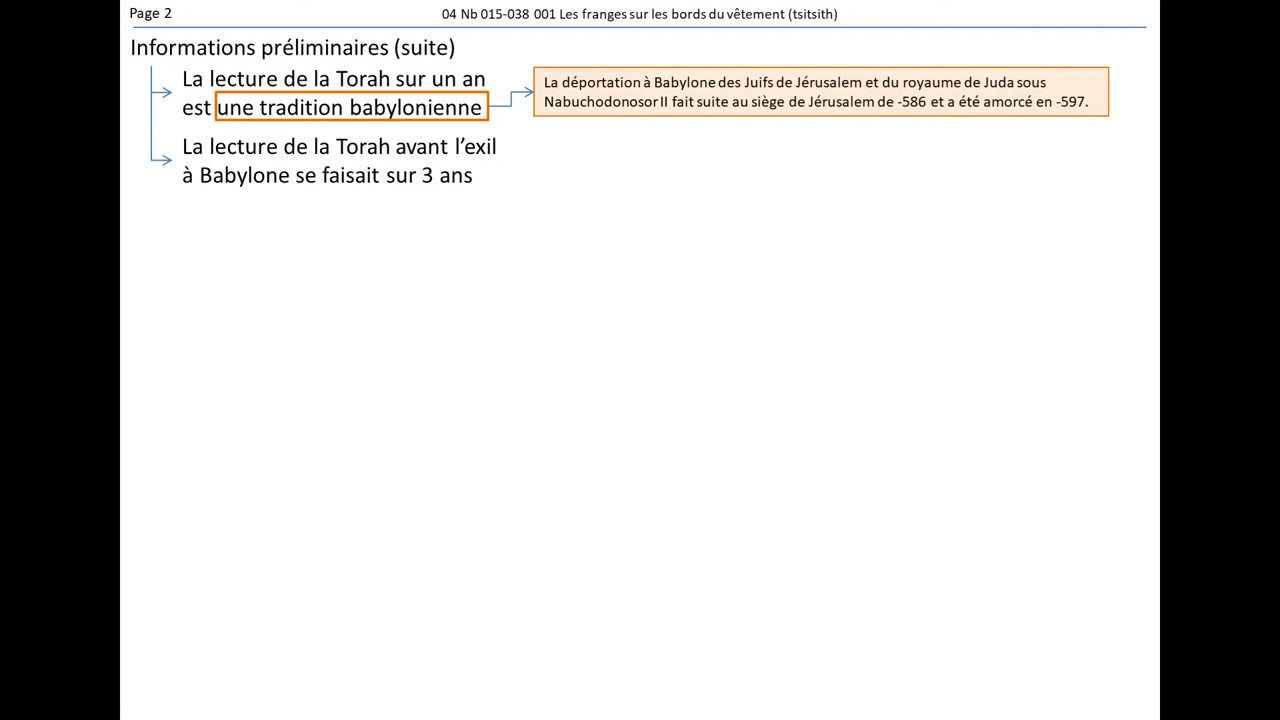 Page 2
04 Nb 015-038 001 Les franges sur les bords du vêtement (tsitsith)
Informations préliminaires (suite)
La lecture de la Torah sur un an
est une tradition babylonienne
La déportation à Babylone des Juifs de Jérusalem et du royaume de Juda sous
Nabuchodonosor II fait suite au siège de Jérusalem de -586 et a été amorcé en -597.
La lecture de la Torah avant l’exil
à Babylone se faisait sur 3 ans